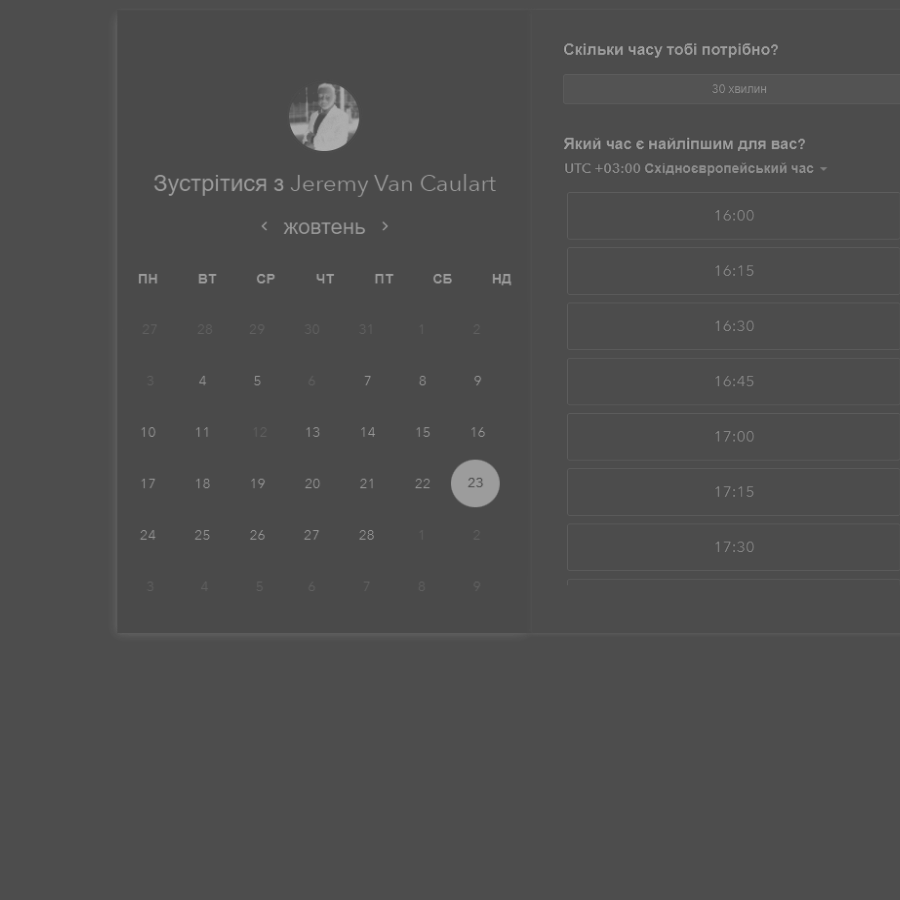 Зустрітися з Jeremy Van Caulart
жовтень
ПН ВТ СР ЧТ ПТ СБ НД
27 28 29 30 31 1 2
3 4 5 6 7 8 9
10 11 12 13 14 15 16
17 18 19 20 21 22 23
24 25 26 27 28 1 2
3 4 5 6 7 8 9
Скільки часу тобі потрібно?
30 хвилин
Який час є найліпшим для вас?
UTC +03:00 Східноєвропейський час
16:00
16:15
16:30
16:45
17:00
17:15
17:30